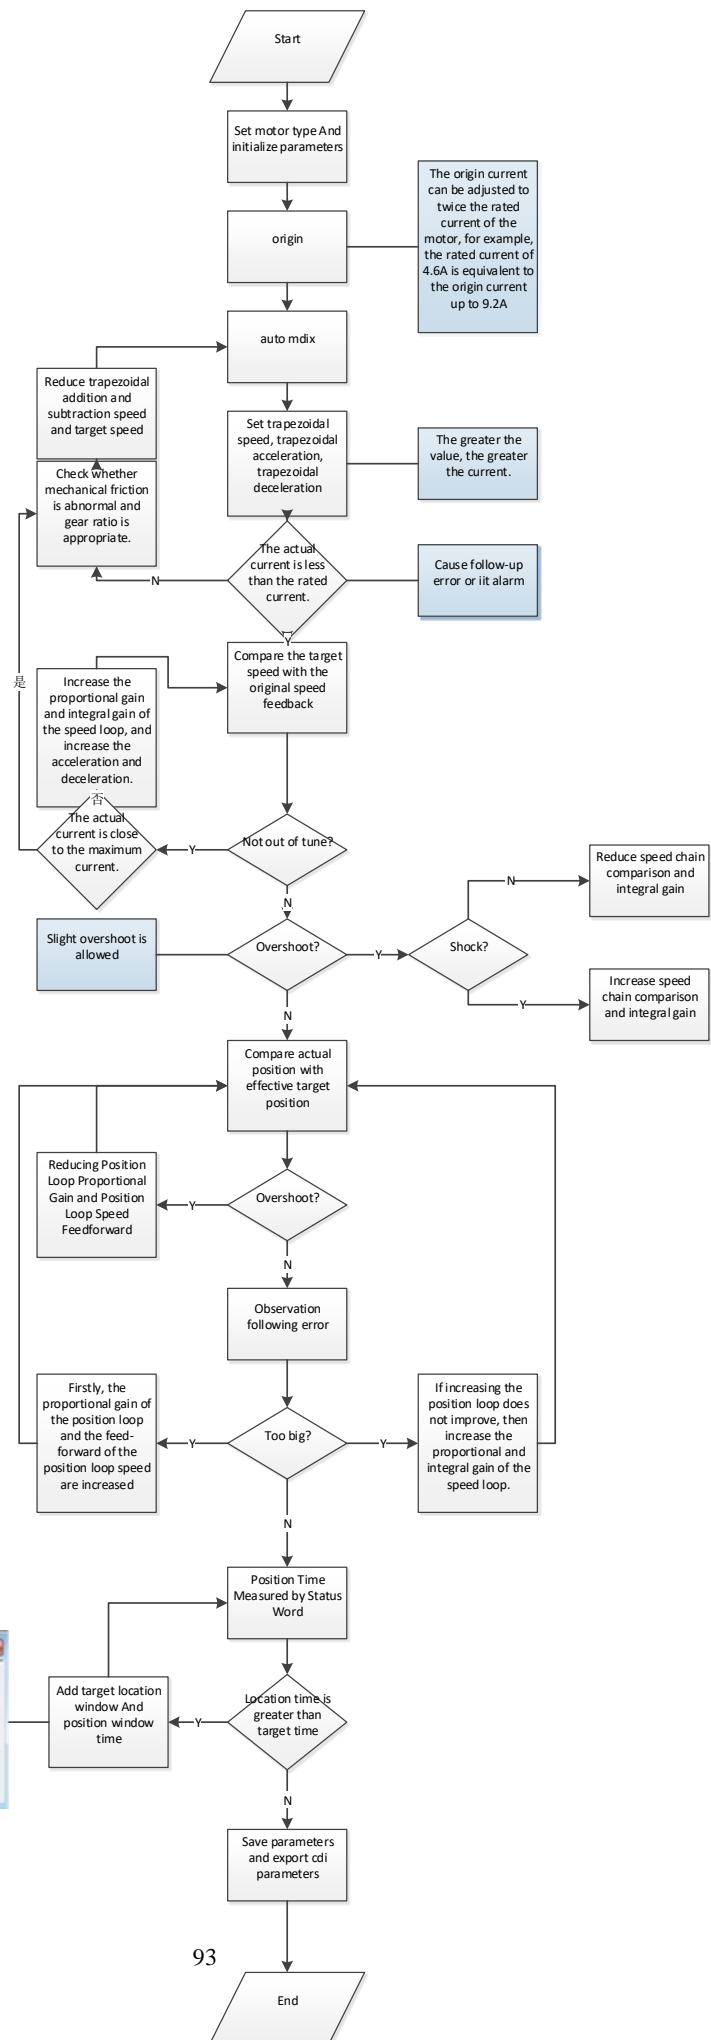 Start
Set motor type And
initialize parameters
The origin current
can be adjusted to
twice the rated
current of the
motor, for example,
the rated current of
4.6A is equivalent to
the origin current
up to 9.2A
origin
auto mdix
Reduce trapezoidal
addition and
subtraction speed
and target speed
Set trapezoidal
speed, trapezoidal
acceleration,
trapezoidal
deceleration
The greater the
value, the greater
the current.
Check whether
mechanical friction
is abnormal and
gear ratio is
appropriate.
The actual
current is less
than the rated
current.
N
Cause follow-up
error or iit alarm
Y
Compare the target
speed with the
original speed
feedback
是
Increase the
proportional gain
and integral gain of
the speed loop, and
increase the
acceleration and
deceleration.
否
The actual
current is close
to the maximum
current.
Y
Not out of tune?
N
Reduce speed chain
comparison and
integral gain
N
Slight overshoot is
allowed
Overshoot?
Y
Shock?
Y
Increase speed
chain comparison
and integral gain
N
Compare actual
position with
effective target
position
Reducing Position
Loop Proportional
Gain and Position
Loop Speed
Feedforward
Y
Overshoot?
N
Observation
following error
Firstly, the
proportional gain of
the position loop
and the feed-
forward of the
position loop speed
are increased
Y
Too big?
Y
If increasing the
position loop does
not improve, then
increase the
proportional and
integral gain of the
speed loop.
N
Position Time
Measured by Status
Word
Add target location
window And
position window
time
Y
Location time is
greater than
target time
N
Save parameters
and export cdi
parameters
93
End